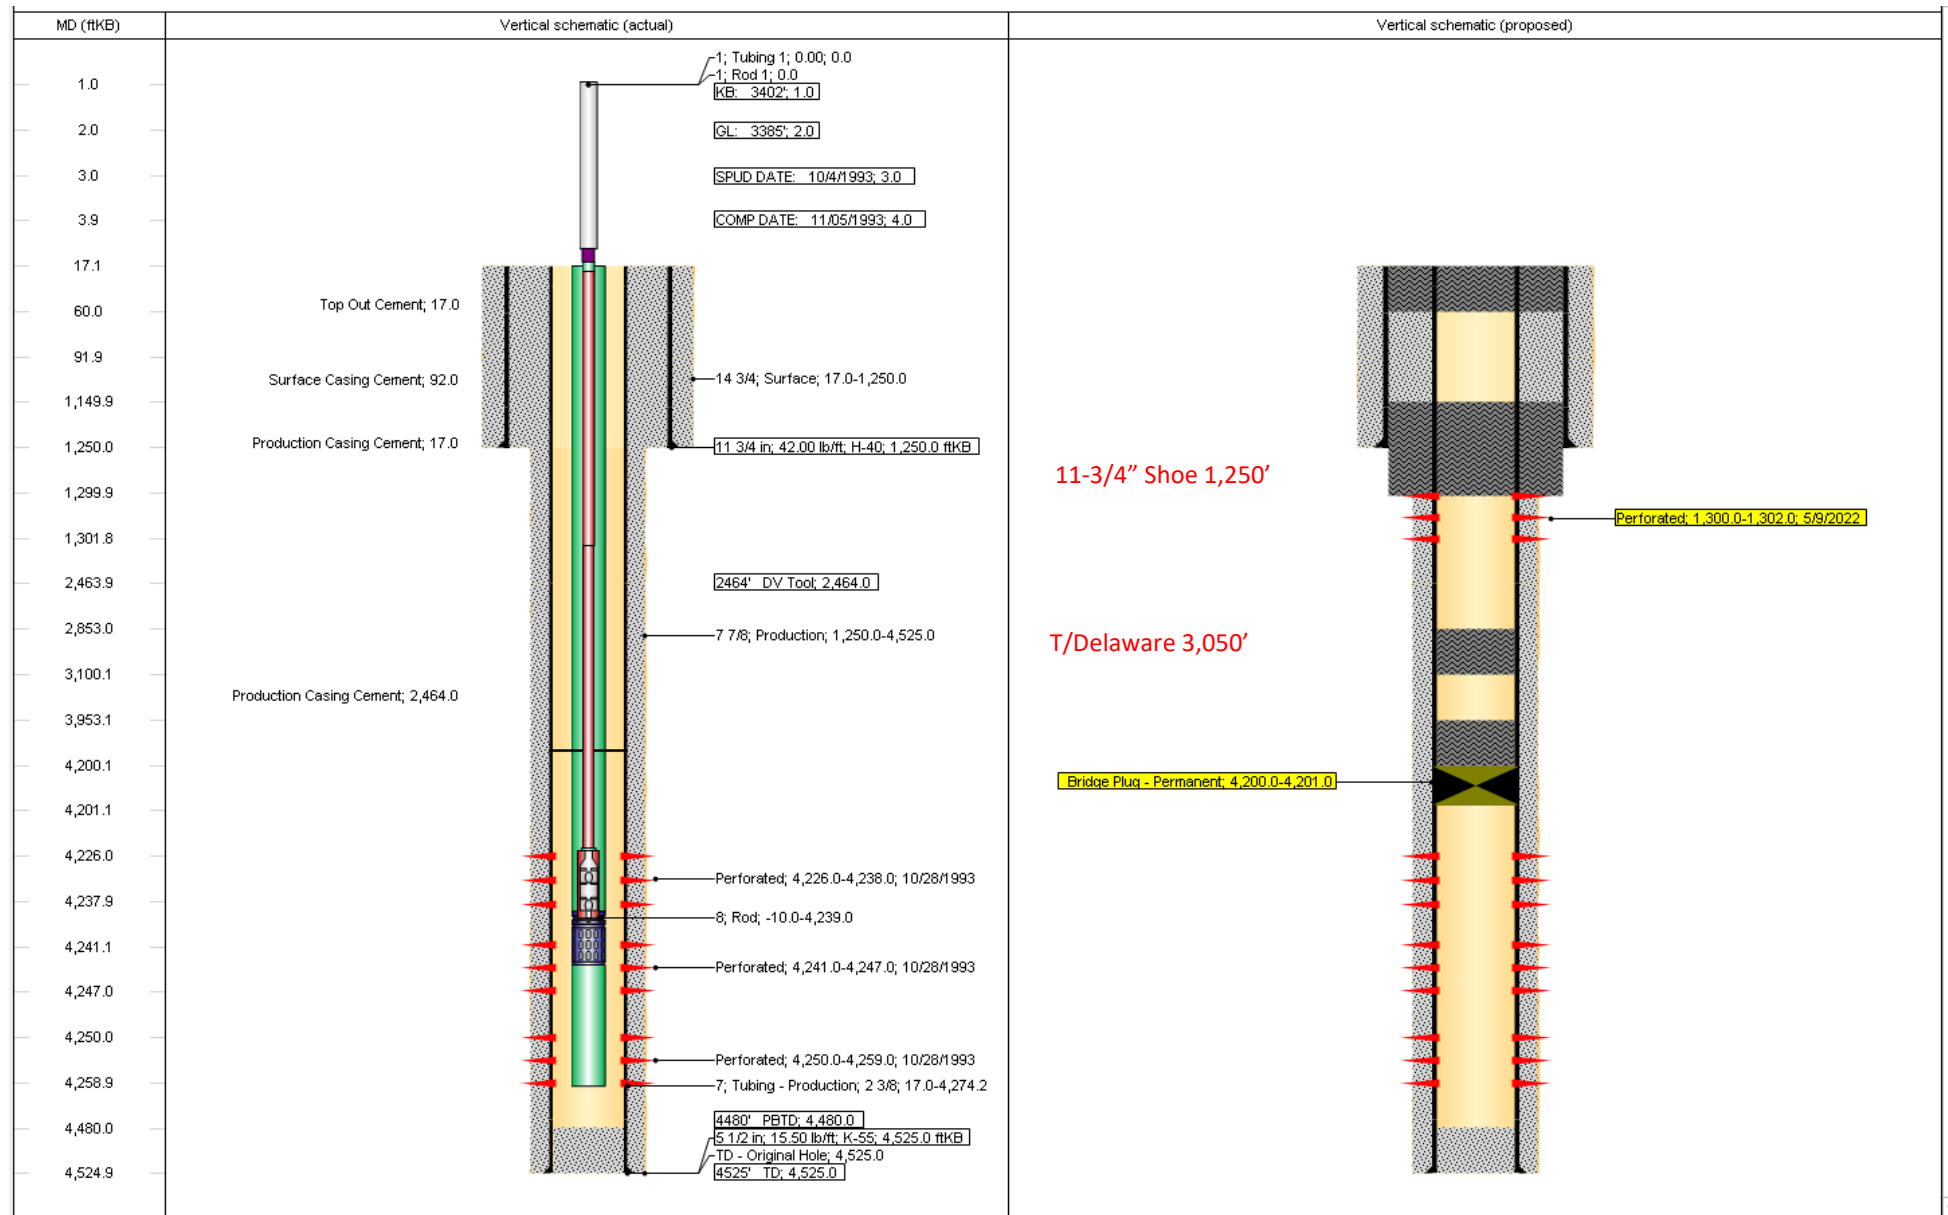 MD (ftKB)
Vertical schematic (actual)
Vertical schematic (proposed)
1; Tubing 1; 0.00; 0.0
1; Rod 1; 0.0
1.0
KB: 3402'; 1.0
2.0
GL: 3385'; 2.0
3.0
SPUD DATE: 10/4/1993; 3.0
3.9
COMP DATE: 11/05/1993; 4.0
17.1
Top Out Cement; 17.0
60.0
91.9
Surface Casing Cement; 92.0
14 3/4; Surface; 17.0-1,250.0
1,149.9
Production Casing Cement; 17.0
1,250.0
11 3/4 in; 42.00 lb/ft; H-40; 1,250.0 ftKB
11-3/4” Shoe 1,250’
1,299.9
Perforated; 1,300.0-1,302.0; 5/9/2022
1,301.8
2,463.9
2464' DV Tool; 2,464.0
2,853.0
7 7/8; Production; 1,250.0-4,525.0
T/Delaware 3,050’
3,100.1
Production Casing Cement; 2,464.0
3,953.1
4,200.1
Bridge Plug - Permanent; 4,200.0-4,201.0
4,201.1
4,226.0
Perforated; 4,226.0-4,238.0; 10/28/1993
4,237.9
8; Rod; -10.0-4,239.0
4,241.1
Perforated; 4,241.0-4,247.0; 10/28/1993
4,247.0
4,250.0
Perforated; 4,250.0-4,259.0; 10/28/1993
4,258.9
7; Tubing - Production; 2 3/8; 17.0-4,274.2
4480' PBTD; 4,480.0
4,480.0
5 1/2 in; 15.50 lb/ft; K-55; 4,525.0 ftKB
TD - Original Hole; 4,525.0
4,524.9
4525' TD; 4,525.0